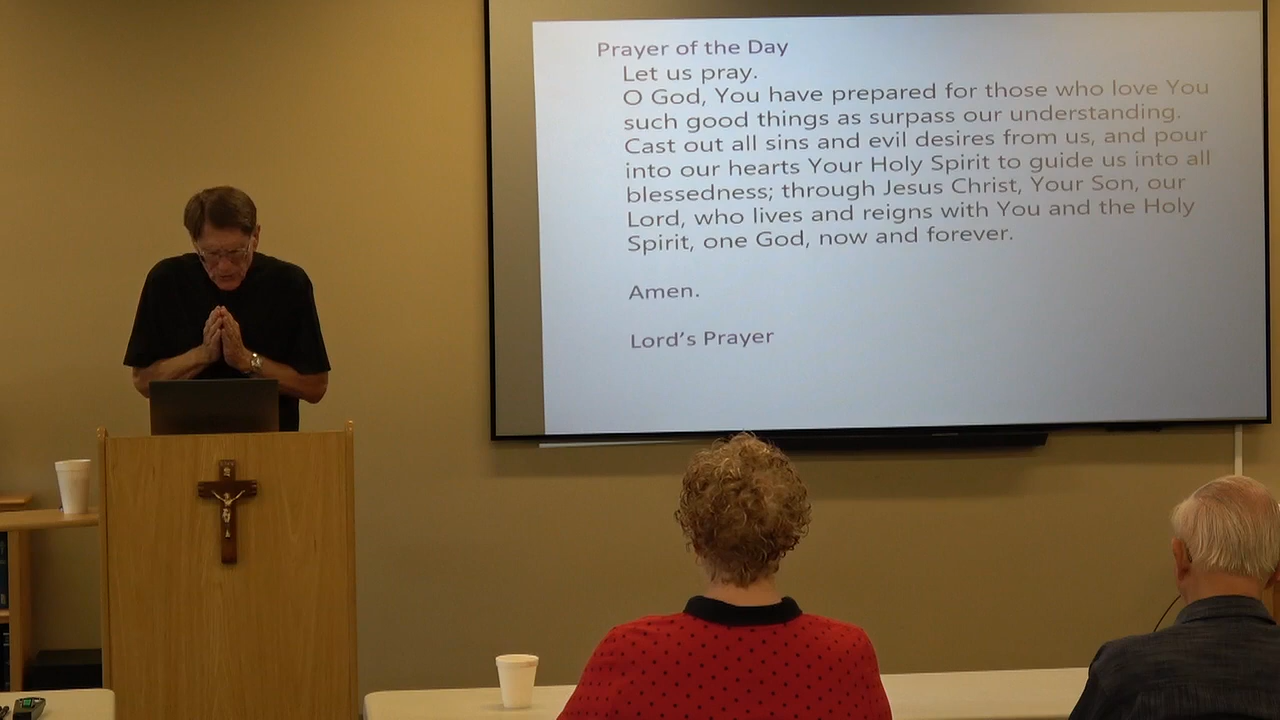 Prayer of the Day
Let us pray.
O God, You have prepared for those who love You
such good things as surpass our understanding.
Cast out all sins and evil desires from us, and pour
into our hearts Your Holy Spirit to guide us into all
blessedness; through Jesus Christ, Your Son, our
Lord, who lives and reigns with You and the Holy
Spirit, one God, now and forever.
Amen.
Lord's Prayer